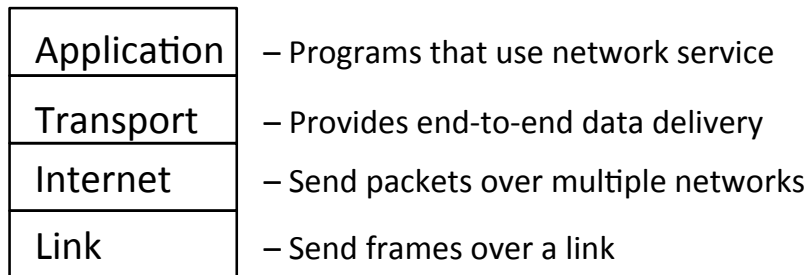 Application – Programs that use network service
Transport – Provides end-to-end data delivery
Internet – Send packets over multiple networks
Link – Send frames over a link